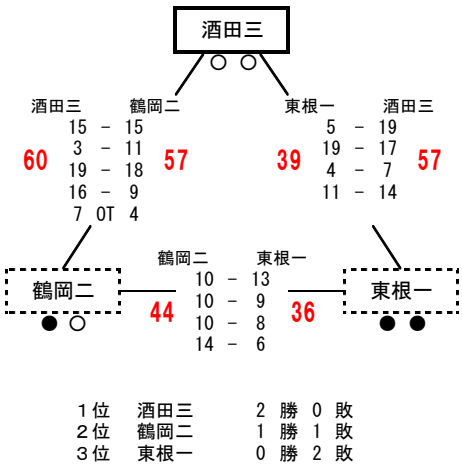 酒田三
○ ○
酒田三 鶴岡二
60 57
15 － 15
3 － 11
19 － 18
16 － 9
7 OT 4
東根一 酒田三
39 57
5 － 19
19 － 17
4 － 7
11 － 14
鶴岡二 東根一
44 36
10 － 13
10 － 9
10 － 8
14 － 6
鶴岡二
● ○
東根一
● ●
1位 酒田三 2 勝 0 敗
2位 鶴岡二 1 勝 1 敗
3位 東根一 0 勝 2 敗